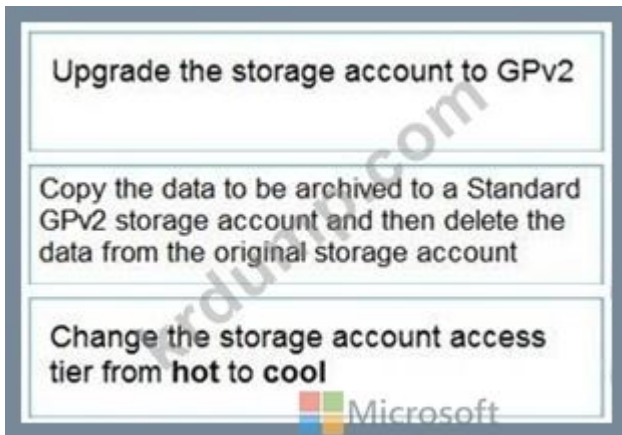 Upgrade the storage account to GPv2
Copy the data to be archived to a Standard
GPv2 storage account and then delete the
data from the original storage account
Change the storage account access
tier from hot to cool
krdump.com
Microsoft